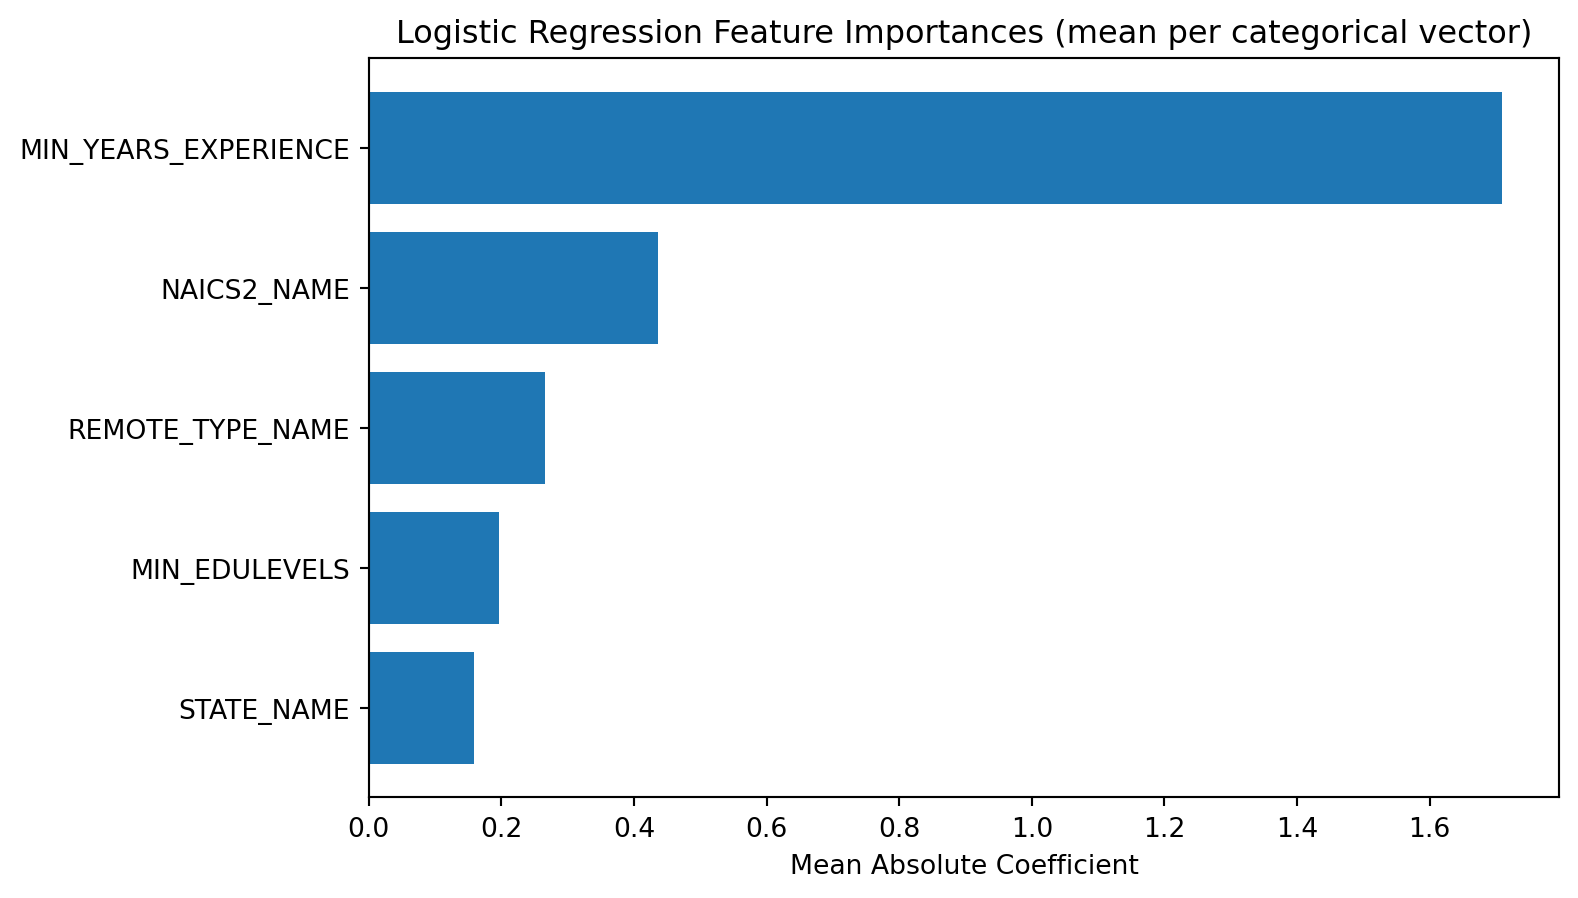 Logistic Regression Feature Importances (mean per categorical vector)
MIN_YEARS_EXPERIENCE
NAICS2_NAME
REMOTE_TYPE_NAME
MIN_EDULEVELS
STATE_NAME
0.0 0.2 0.4 0.6 0.8 1.0 1.2 1.4 1.6
Mean Absolute Coefficient